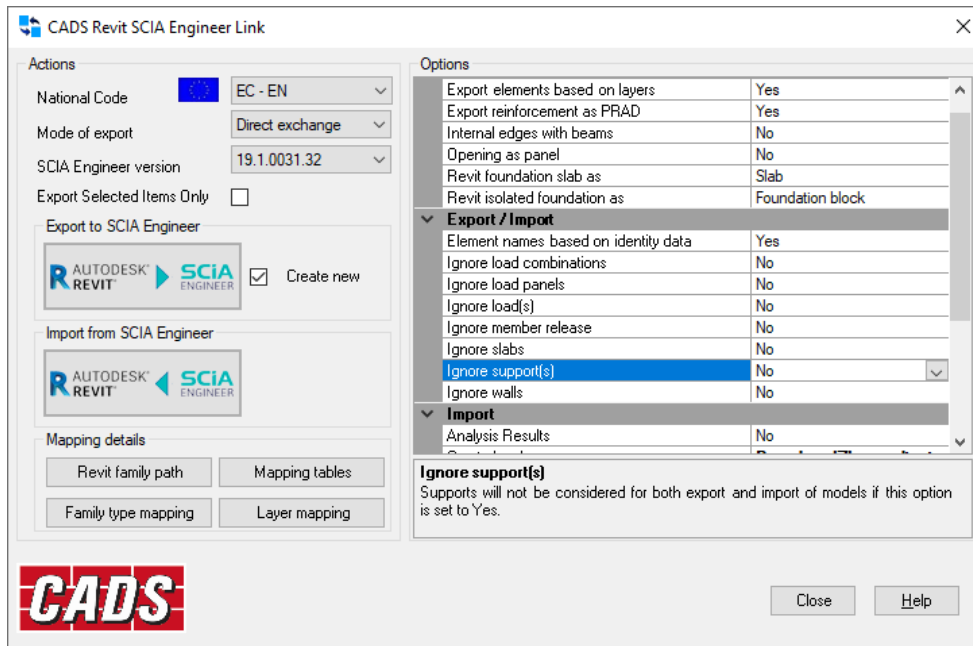 CADS Revit SCIA Engineer Link
Actions
National Code
EC - EN
Mode of export
Direct exchange
SCIA Engineer version
19.1.0031.32
Export Selected Items Only
Export to SCIA Engineer
AUTODESK® REVIT® SCiA ENGINEER
Create new
Import from SCIA Engineer
AUTODESK® REVIT® SCiA ENGINEER
Mapping details
Revit family path
Mapping tables
Family type mapping
Layer mapping
CADS
Options
Export elements based on layers Yes
Export reinforcement as PRAD Yes
Internal edges with beams No
Opening as panel No
Revit foundation slab as Slab
Revit isolated foundation as Foundation block
Export / Import
Element names based on identity data Yes
Ignore load combinations No
Ignore load panels No
Ignore load(s) No
Ignore member release No
Ignore slabs No
Ignore support(s) No
Ignore walls No
Import
Analysis Results No
Ignore support(s)
Supports will not be considered for both export and import of models if this option
is set to Yes.
Close
Help